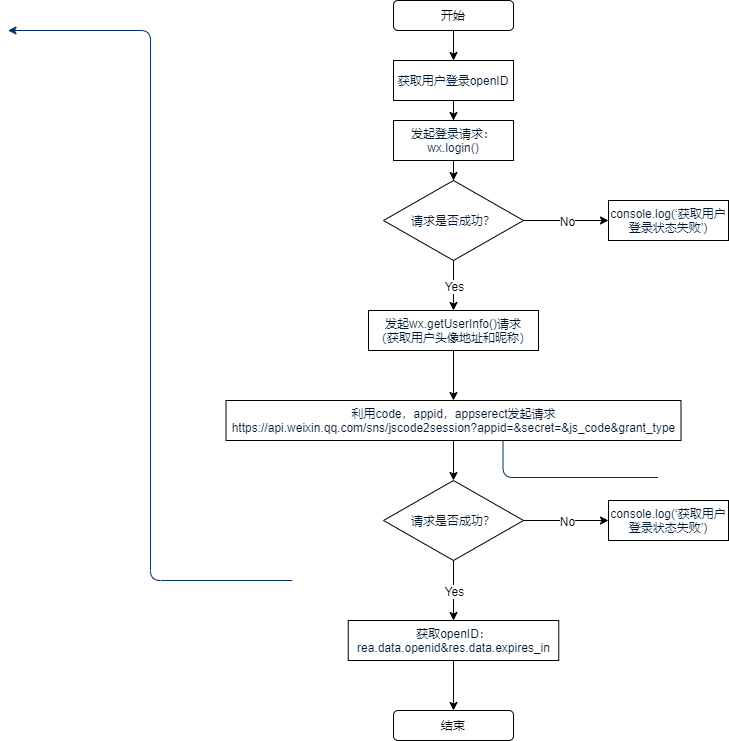 开始
获取用户登录openID
发起登录请求：
wx.login()
请求是否成功？
No
console.log(‘获取用户
登录状态失败’)
Yes
发起wx.getUserInfo()请求
（获取用户头像地址和昵称）
利用code，appid，appserect发起请求
https://api.weixin.qq.com/sns/jscode2session?appid=&secret=&js_code&grant_type
请求是否成功？
No
console.log(‘获取用户
登录状态失败’)
Yes
获取openID：
rea.data.openid&res.data.expires_in
结束